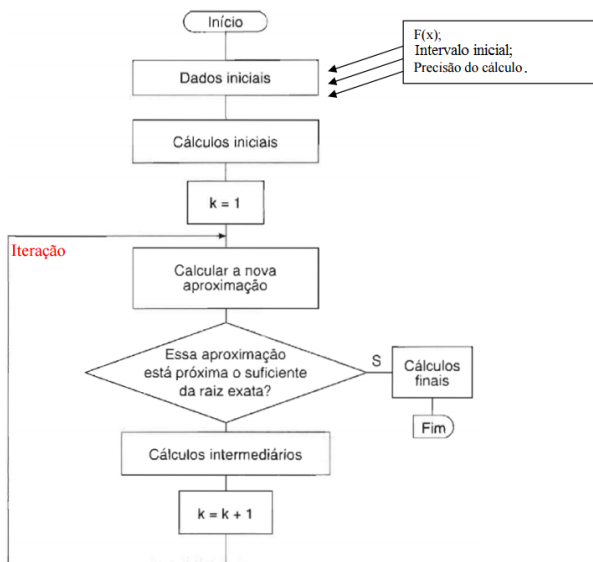 Início
F(x);
Intervalo inicial;
Precisão do cálculo.
Dados iniciais
Cálculos iniciais
k = 1
Iteração
Calcular a nova
aproximação
Essa aproximação
está próxima o suficiente
da raiz exata?
S
Cálculos
finais
Fim
Cálculos intermediários
k = k + 1